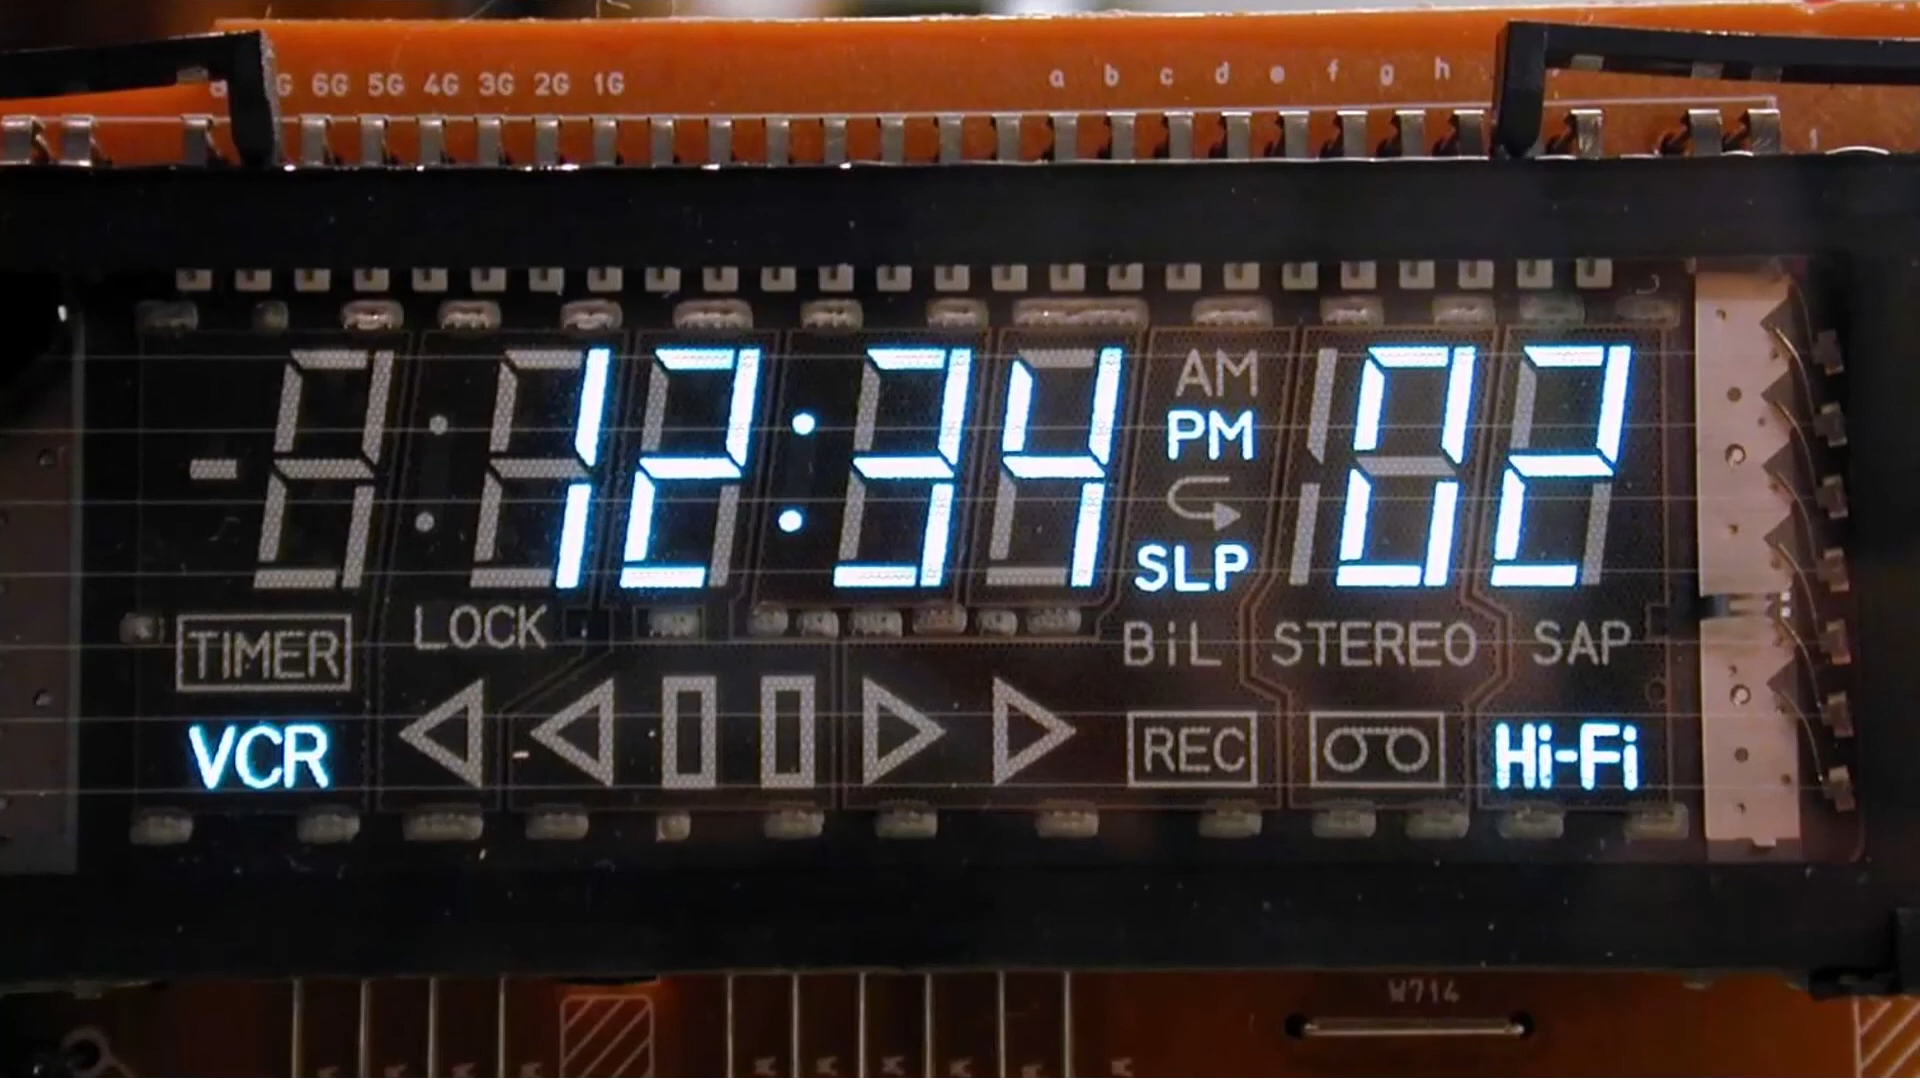 6G 5G 4G 3G 2G 1G a b c d e f g h
12:34 PM 02
AM
SLP
TIMER LOCK BiL STEREO SAP
VCR REC Hi-Fi
W714